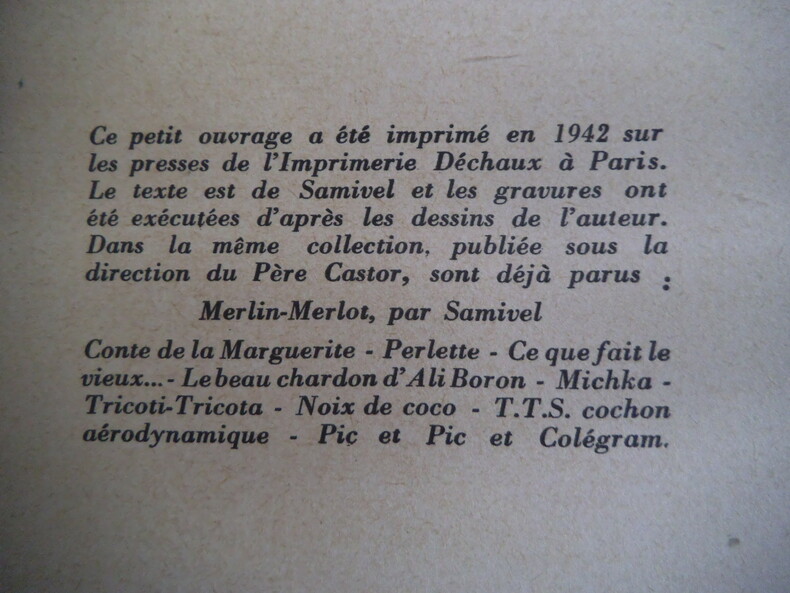 Ce petit ouvrage a été imprimé en 1942 sur
les presses de l'Imprimerie Déchaux à Paris.
Le texte est de Samivel et les gravures ont
été exécutées d'après les dessins de l'auteur.
Dans la même collection, publiée sous la
direction du Père Castor, sont déjà parus :
Merlin-Merlot, par Samivel
Conte de la Marguerite - Perlette - Ce que fait le
vieux... - Le beau chardon d'Ali Boron - Michka -
Tricoti-Tricota - Noix de coco - T.T.S. cochon
aérodynamique - Pic et Pic et Colégram.